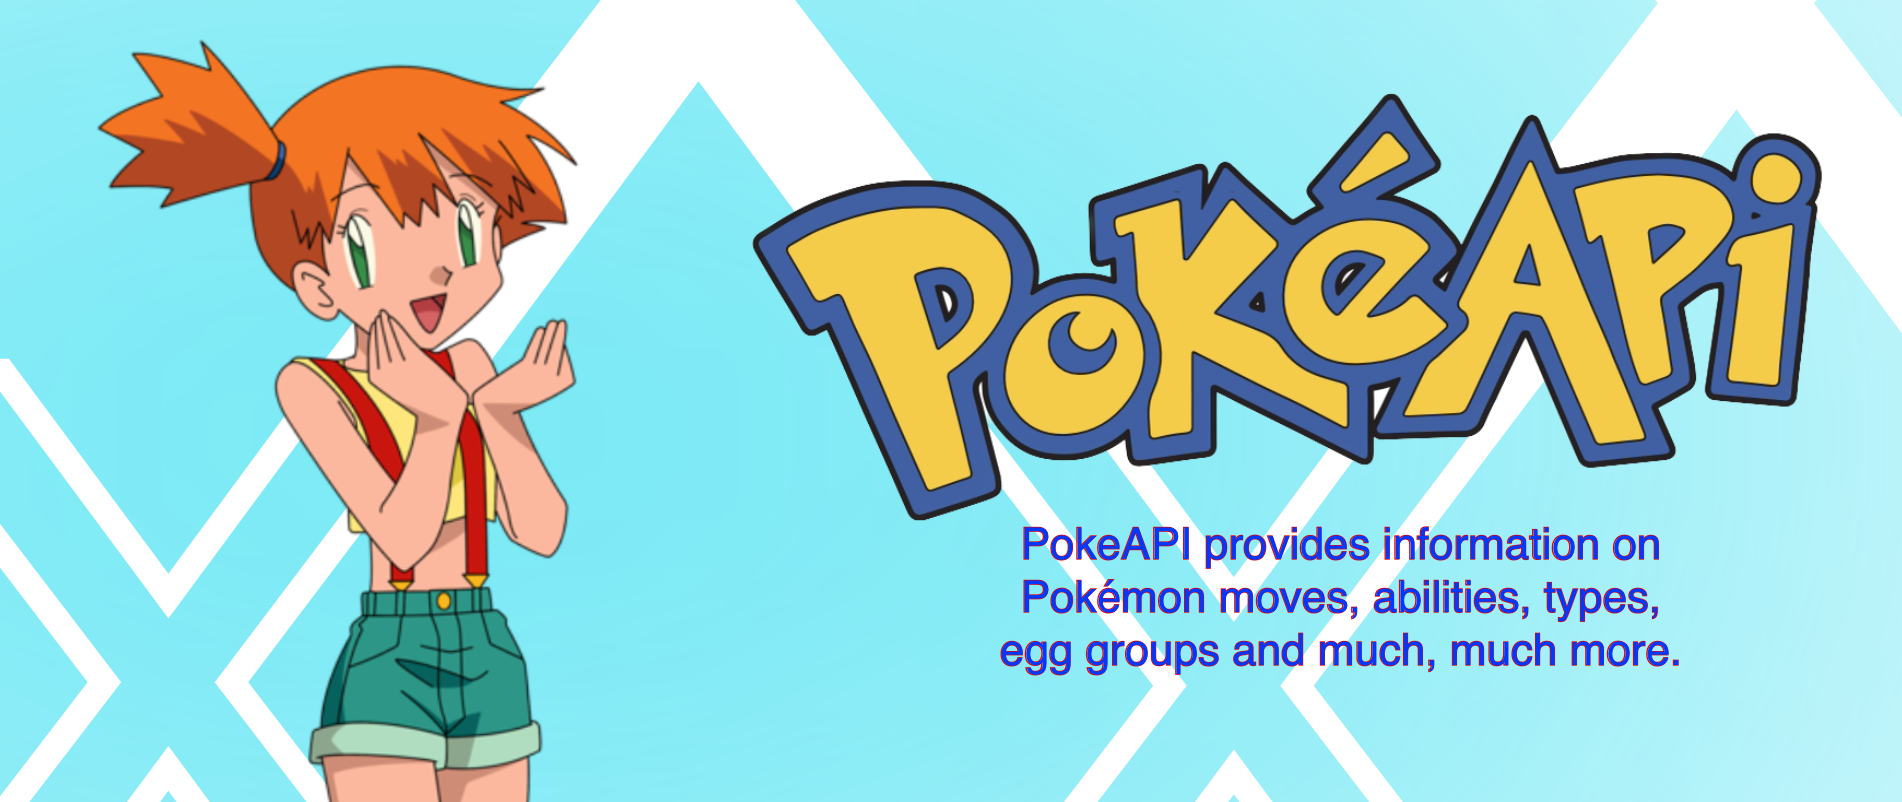 PokéAPi
PokeAPI provides information on
Pokémon moves, abilities, types,
egg groups and much, much more.